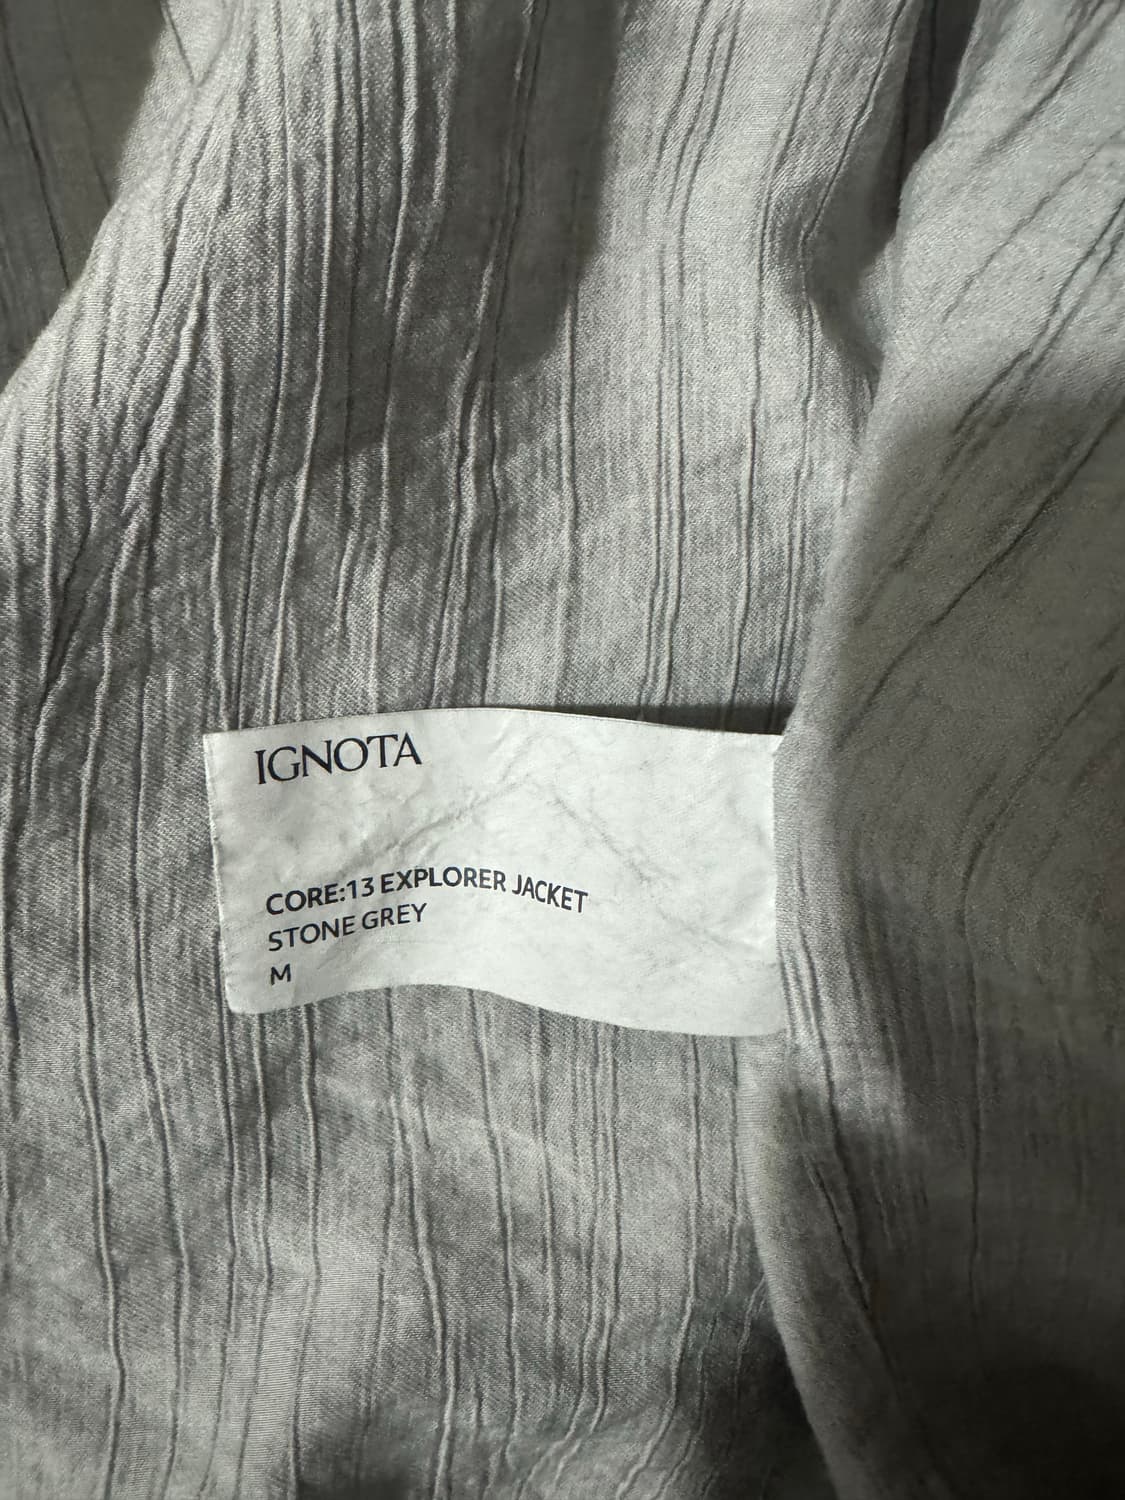 IGNOTA
CORE:13 EXPLORER JACKET
STONE GREY
M